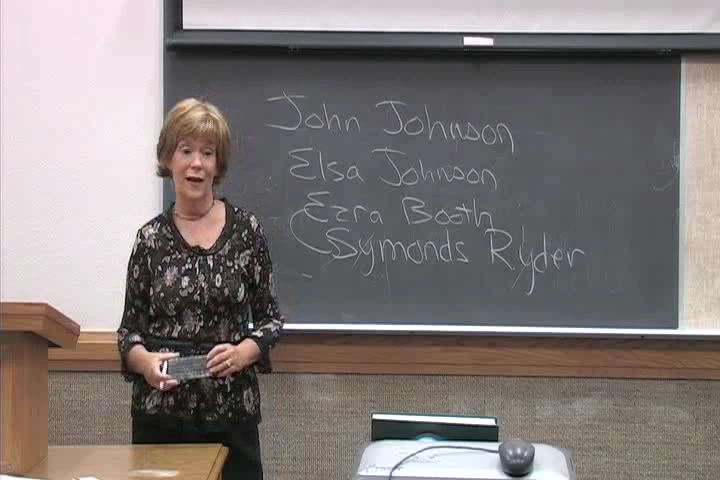 John Johnson
Elsa Johnson
Ezra Booth
Symonds Ryder